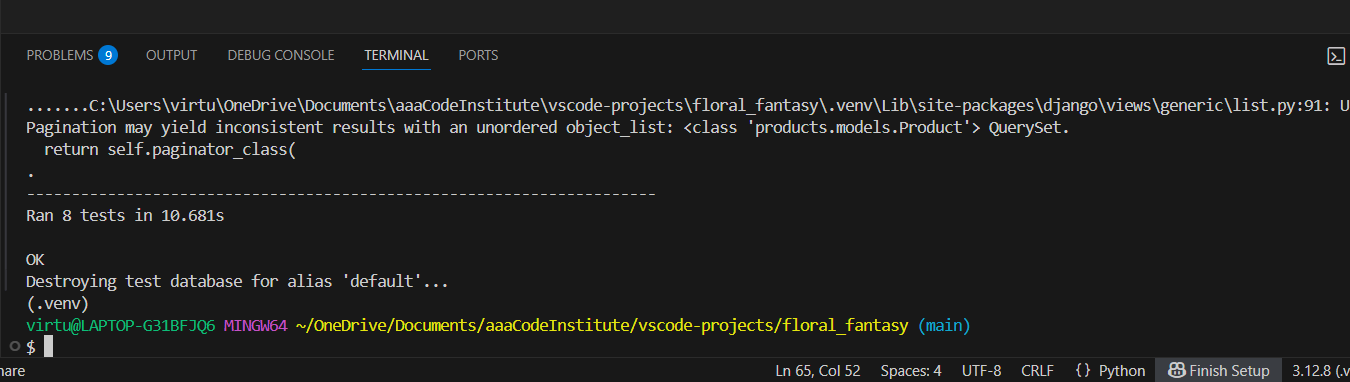 PROBLEMS 9 OUTPUT DEBUG CONSOLE TERMINAL PORTS
.......C:\Users\virtu\OneDrive\Documents\aaaCodeInstitute\vscode-projects\floral_fantasy\.venv\Lib\site-packages\django\views\generic\list.py:91: U
Pagination may yield inconsistent results with an unordered object_list: <class 'products.models.Product'> QuerySet.
return self.paginator_class(
.
----------------------------------------------------------------------
Ran 8 tests in 10.681s
OK
Destroying test database for alias 'default'...
(.venv)
virtu@LAPTOP-G31BFJQ6 MINGW64 ~/OneDrive/Documents/aaaCodeInstitute/vscode-projects/floral_fantasy (main)
$
hare Ln 65, Col 52 Spaces: 4 UTF-8 CRLF {} Python Finish Setup 3.12.8 (.v